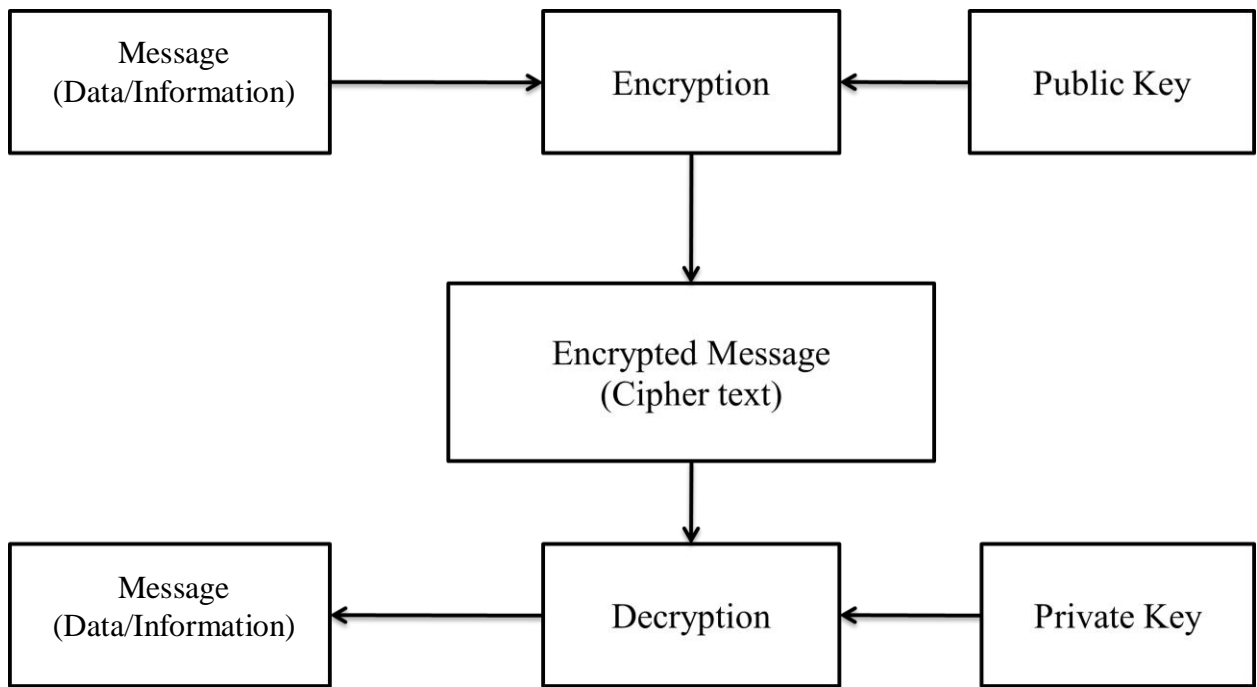 Message
(Data/Information)
Encryption
Public Key
Encrypted Message
(Cipher text)
Message
(Data/Information)
Decryption
Private Key